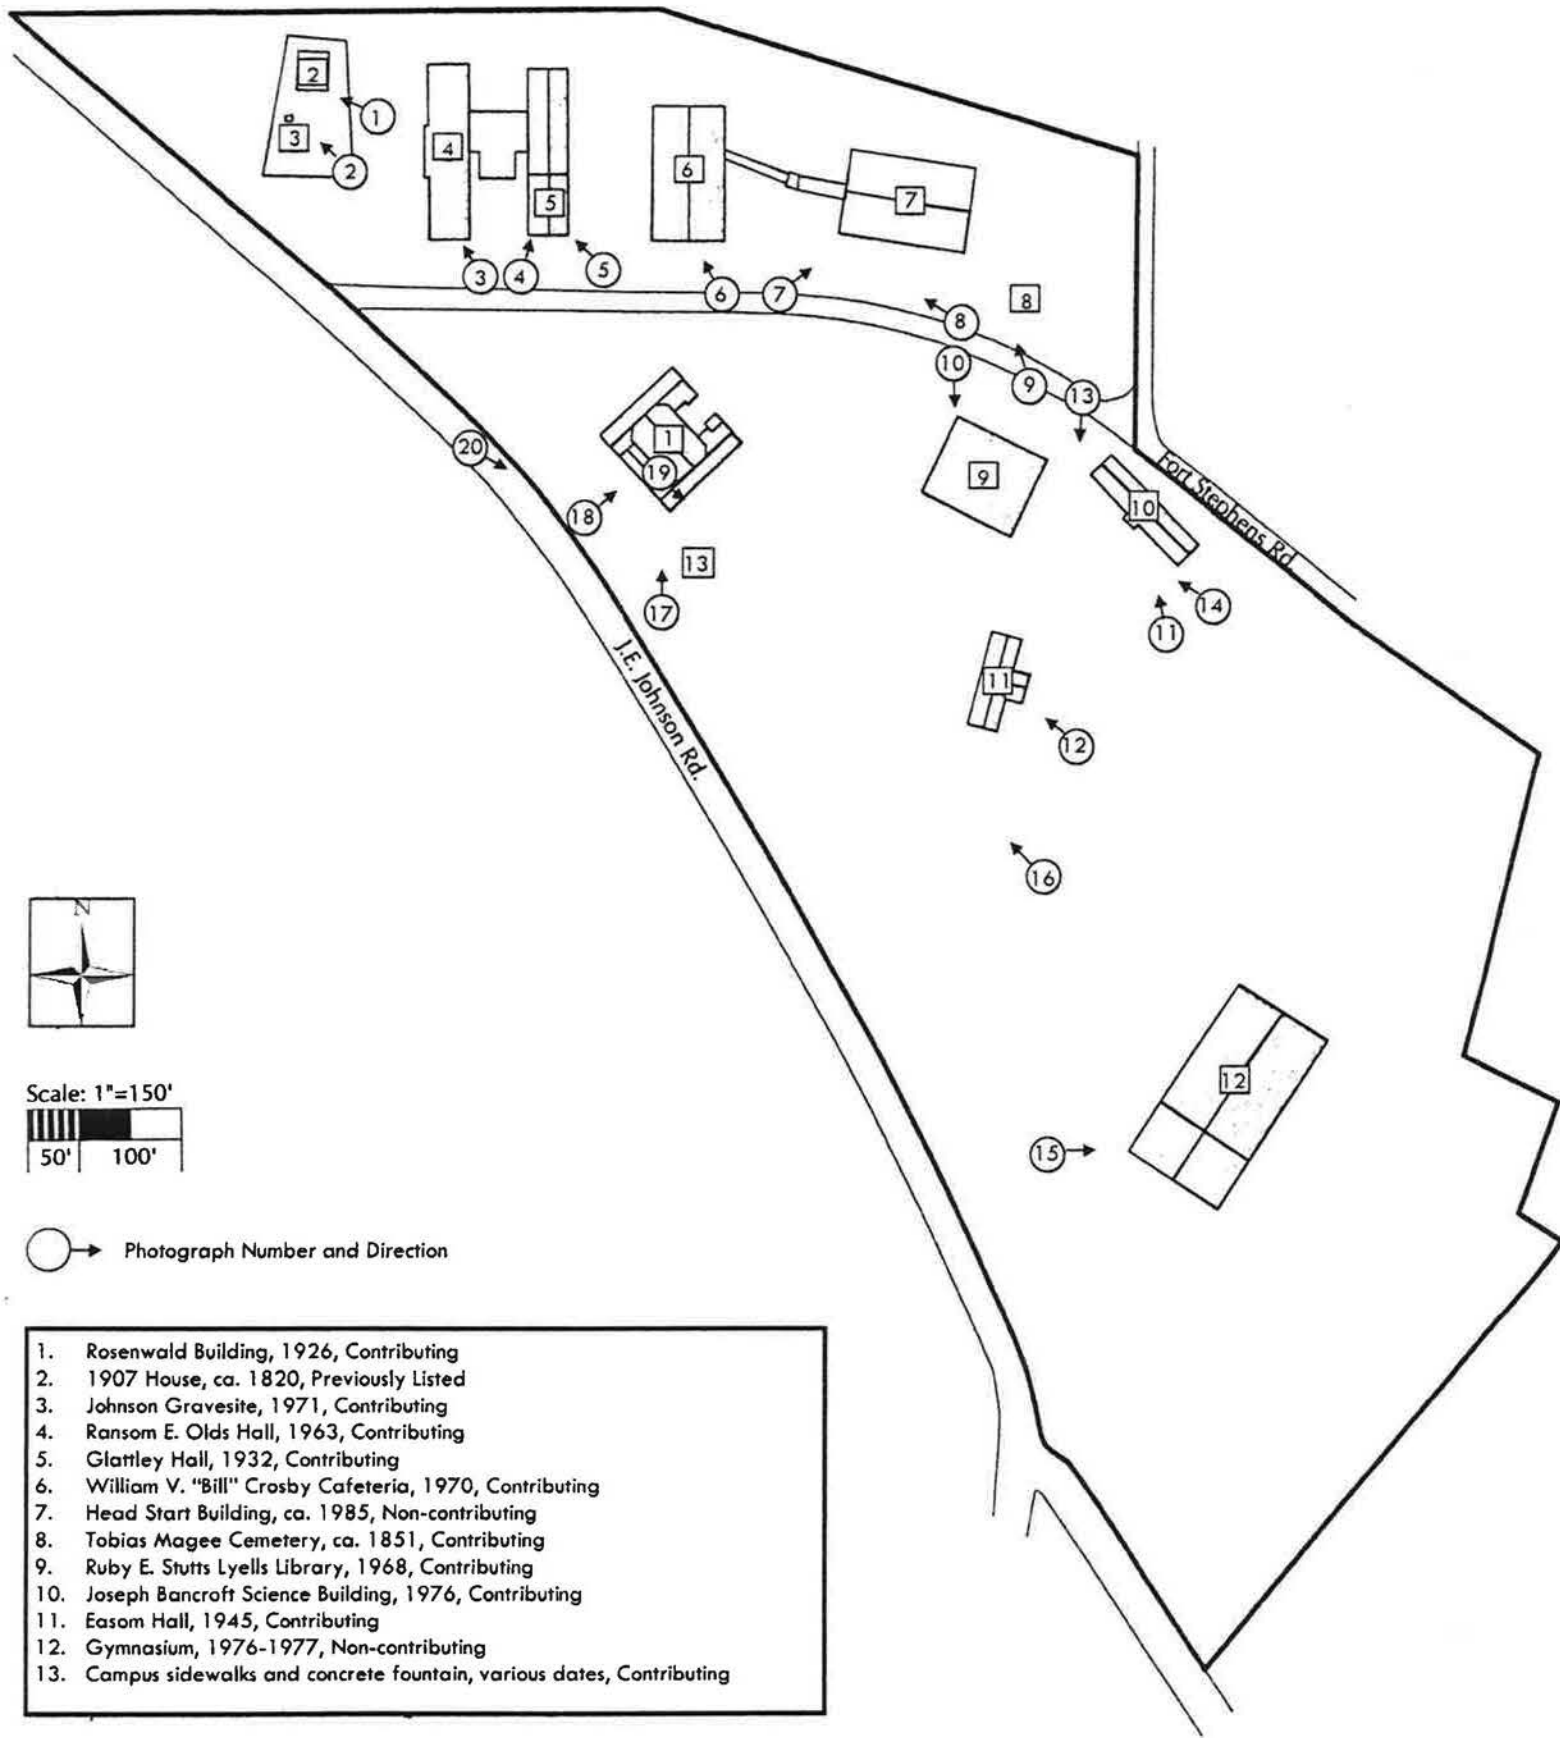 2
1
3
2
4
5
6
7
3
4
5
6
7
8
8
10
9
13
1
19
20
18
9
10
Fort Stephens Rd.
13
17
14
11
11
12
J.E. Johnson Rd.
16
N
12
15
Scale: 1"=150'
50' 100'
Photograph Number and Direction
1. Rosenwald Building, 1926, Contributing
2. 1907 House, ca. 1820, Previously Listed
3. Johnson Gravesite, 1971, Contributing
4. Ransom E. Olds Hall, 1963, Contributing
5. Glattley Hall, 1932, Contributing
6. William V. "Bill" Crosby Cafeteria, 1970, Contributing
7. Head Start Building, ca. 1985, Non-contributing
8. Tobias Magee Cemetery, ca. 1851, Contributing
9. Ruby E. Stutts Lyells Library, 1968, Contributing
10. Joseph Bancroft Science Building, 1976, Contributing
11. Easom Hall, 1945, Contributing
12. Gymnasium, 1976-1977, Non-contributing
13. Campus sidewalks and concrete fountain, various dates, Contributing